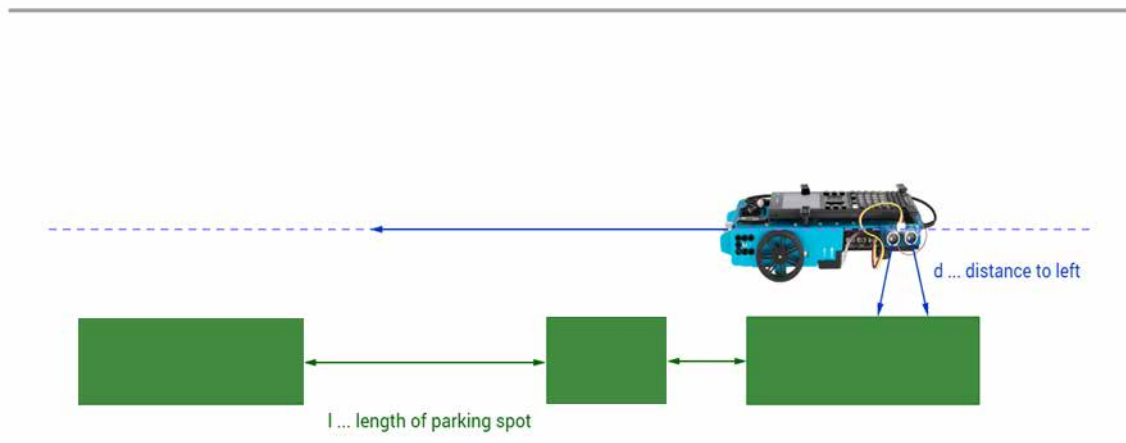 d ... distance to left
l ... length of parking spot